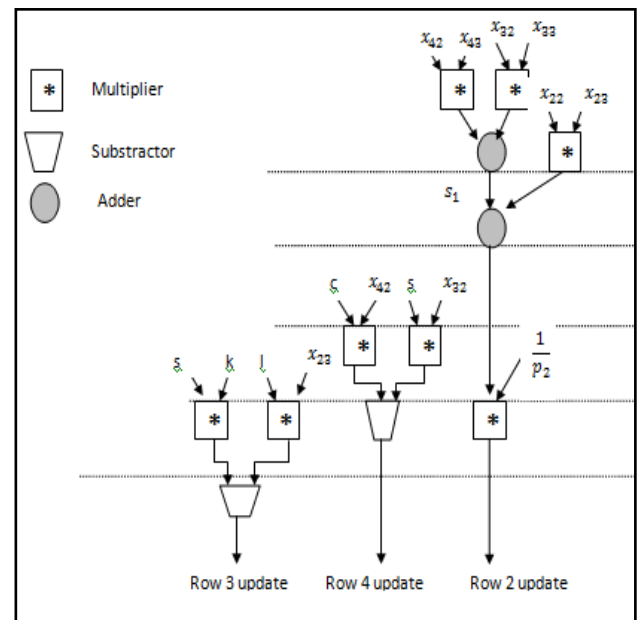 x₄₂ x₄₃ x₃₂ x₃₃
* Multiplier * *
x₂₂ x₂₃
Substractor
*
Adder
s₁
c x₄₂ s x₃₂
* *
1/p₂
s k l x₂₃
* * *
Row 3 update Row 4 update Row 2 update